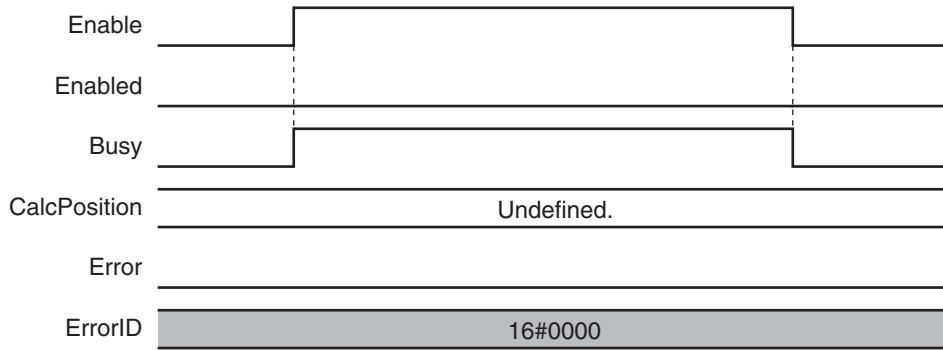 Enable
Enabled
Busy
CalcPosition
Undefined.
Error
ErrorID
16#0000